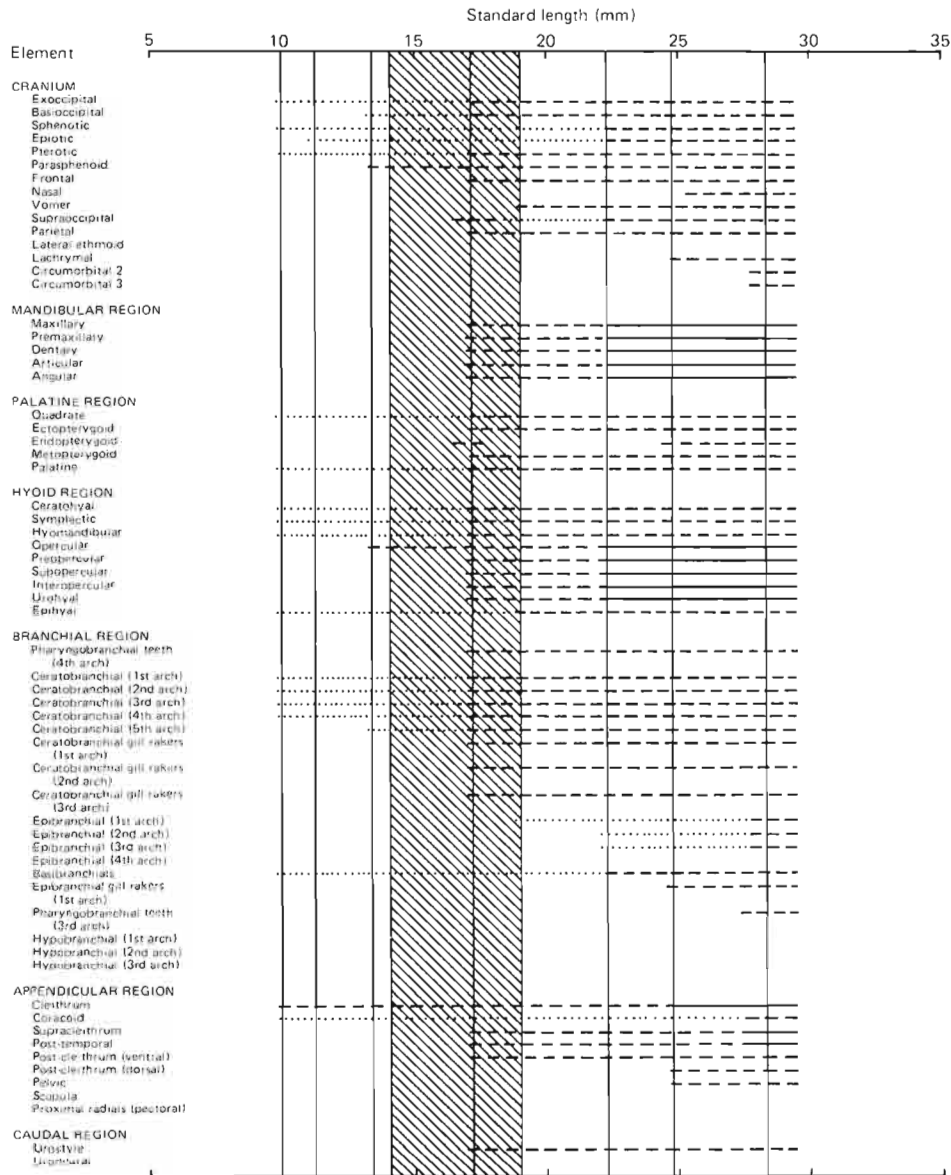 Standard length (mm)
5 10 15 20 25 30 35
Element
CRANIUM
Exoccipital
Basioccipital
Sphenotic
Epiotic
Pterotic
Parasphenoid
Frontal
Nasal
Vomer
Supraoccipital
Parietal
Lateral ethmoid
Lachrymal
Circumorbital 2
Circumorbital 3
MANDIBULAR REGION
Maxillary
Premaxillary
Dentary
Articular
Angular
PALATINE REGION
Quadrate
Ectopterygoid
Endopterygoid
Metopterygoid
Palatine
HYOID REGION
Ceratohyal
Symplectic
Hyomandibular
Opercular
Preopercular
Subopercular
Interopercular
Urohyal
Epihyal
BRANCHIAL REGION
Pharyngobranchial teeth
(4th arch)
Ceratobranchial (1st arch)
Ceratobranchial (2nd arch)
Ceratobranchial (3rd arch)
Ceratobranchial (4th arch)
Ceratobranchial (5th arch)
Ceratobranchial gill rakers
(1st arch)
Ceratobranchial gill rakers
(2nd arch)
Ceratobranchial gill rakers
(3rd arch)
Epibranchial (1st arch)
Epibranchial (2nd arch)
Epibranchial (3rd arch)
Epibranchial (4th arch)
Basibranchials
Epibranchial gill rakers
(1st arch)
Pharyngobranchial teeth
(3rd arch)
Hypobranchial (1st arch)
Hypobranchial (2nd arch)
Hypobranchial (3rd arch)
APPENDICULAR REGION
Cleithrum
Coracoid
Supracleithrum
Post-temporal
Post-cleithrum (ventral)
Post-cleithrum (dorsal)
Pelvic
Scapula
Proximal radials (pectoral)
CAUDAL REGION
Urostyle
Uroneural